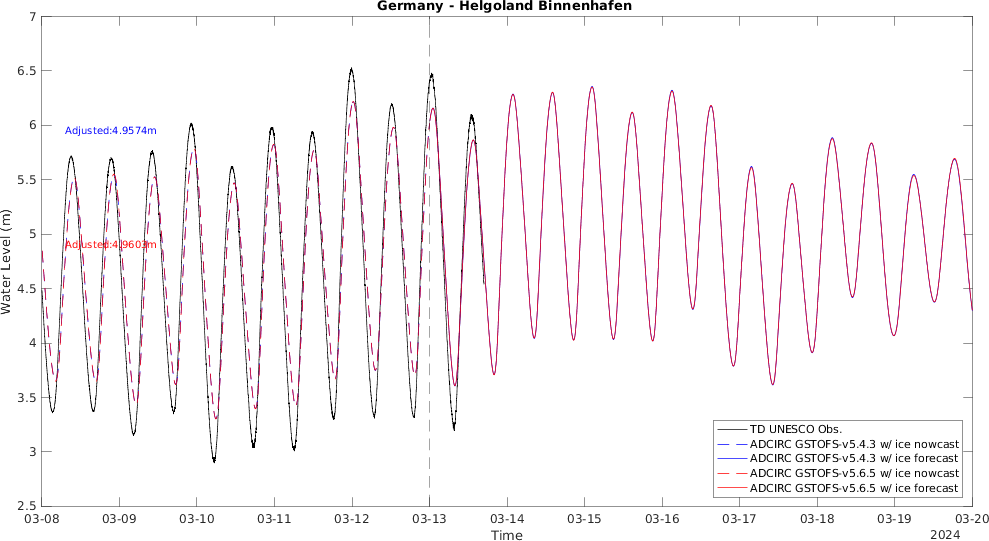 Germany - Helgoland Binnenhafen
7
6.5
6
5.5
5
4.5
4
3.5
3
2.5
Water Level (m)
Adjusted:4.9574m
Adjusted:4.9603m
TD UNESCO Obs.
ADCIRC GSTOFS-v5.4.3 w/ ice nowcast
ADCIRC GSTOFS-v5.4.3 w/ ice forecast
ADCIRC GSTOFS-v5.6.5 w/ ice nowcast
ADCIRC GSTOFS-v5.6.5 w/ ice forecast
03-08 03-09 03-10 03-11 03-12 03-13 03-14 03-15 03-16 03-17 03-18 03-19 03-20
Time
2024